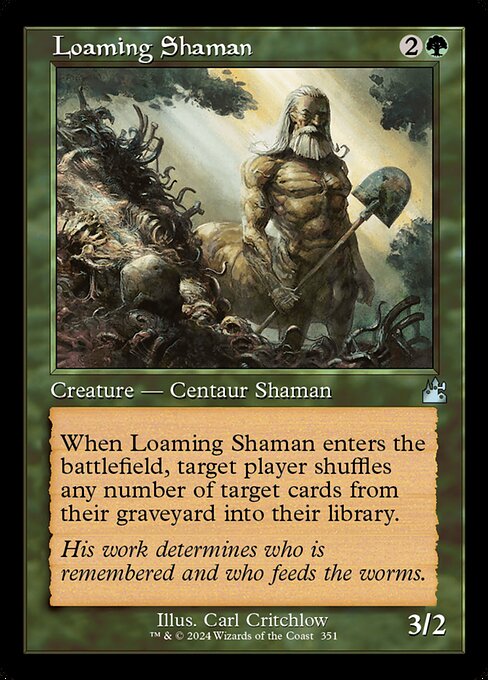 Loaming Shaman 2
Creature — Centaur Shaman
When Loaming Shaman enters the
battlefield, target player shuffles
any number of target cards from
their graveyard into their library.
His work determines who is
remembered and who feeds the worms.
Illus. Carl Critchlow
™ & © 2024 Wizards of the Coast 351
3/2